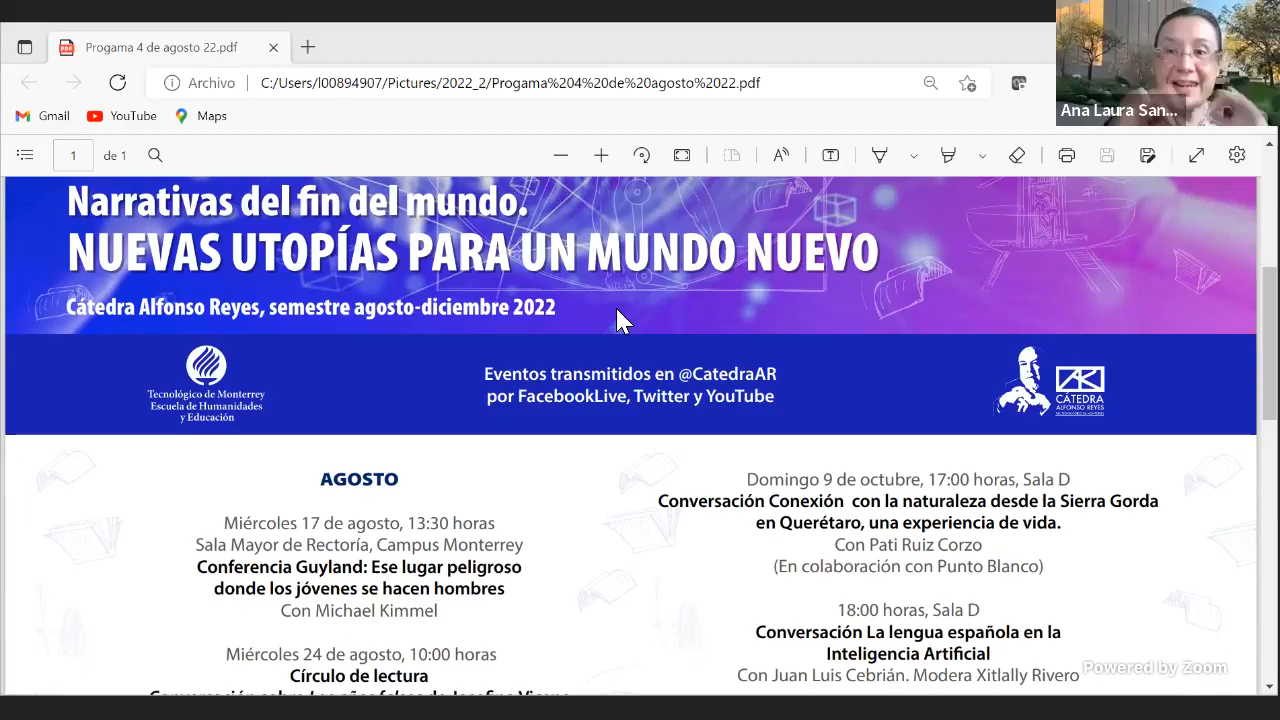 Progama 4 de agosto 22.pdf
Archivo
C:/Users/l00894907/Pictures/2022_2/Progama%204%20de%20agosto%2022.pdf
Gmail
YouTube
Maps
1
de 1
Ana Laura San...
Narrativas del fin del mundo.
NUEVAS UTOPÍAS PARA UN MUNDO NUEVO
Cátedra Alfonso Reyes, semestre agosto-diciembre 2022
Tecnológico de Monterrey
Escuela de Humanidades
y Educación
Eventos transmitidos en @CatedraAR
por FacebookLive, Twitter y YouTube
CÁTEDRA
ALFONSO REYES
AGOSTO
Miércoles 17 de agosto, 13:30 horas
Sala Mayor de Rectoría, Campus Monterrey
Conferencia Guyland: Ese lugar peligroso
donde los jóvenes se hacen hombres
Con Michael Kimmel
Miércoles 24 de agosto, 10:00 horas
Círculo de lectura
Conversación sobre Los años falsos de Josefina Vicens
Domingo 9 de octubre, 17:00 horas, Sala D
Conversación Conexión con la naturaleza desde la Sierra Gorda
en Querétaro, una experiencia de vida.
Con Pati Ruiz Corzo
(En colaboración con Punto Blanco)
18:00 horas, Sala D
Conversación La lengua española en la
Inteligencia Artificial
Con Juan Luis Cebrián. Modera Xitlally Rivero
Powered by Zoom